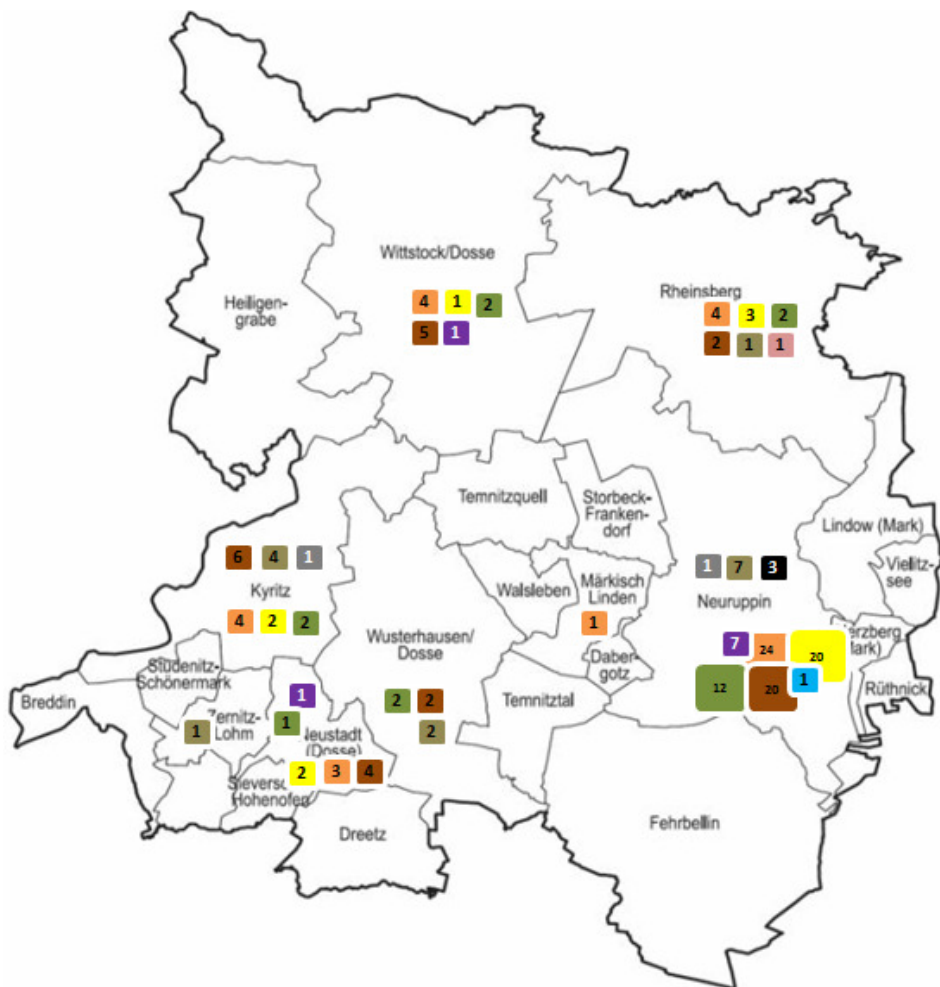 Wittstock/Dosse
4 1 2
5 1
Heiligen-
grabe
Rheinsberg
4 3 2
2 1 1
Temnitzquell
Storbeck-
Franken-
dorf
Lindow (Mark)
Vielitz-
see
6 4 1
Kyritz
4 2 2
Walsleben
Märkisch
Linden
1
1 7 3
Neuruppin
7 24 20
12 20 1
Wusterhausen/
Dosse
2 2
2
Daber-
gotz
Temnitztal
(Mark)
Rüthnick
Breddin
Studenitz-
Schönermark
1
Lohm
1
1
Neustadt
(Dosse)
2 3 4
Hohenofen
Dreetz
Fehrbellin